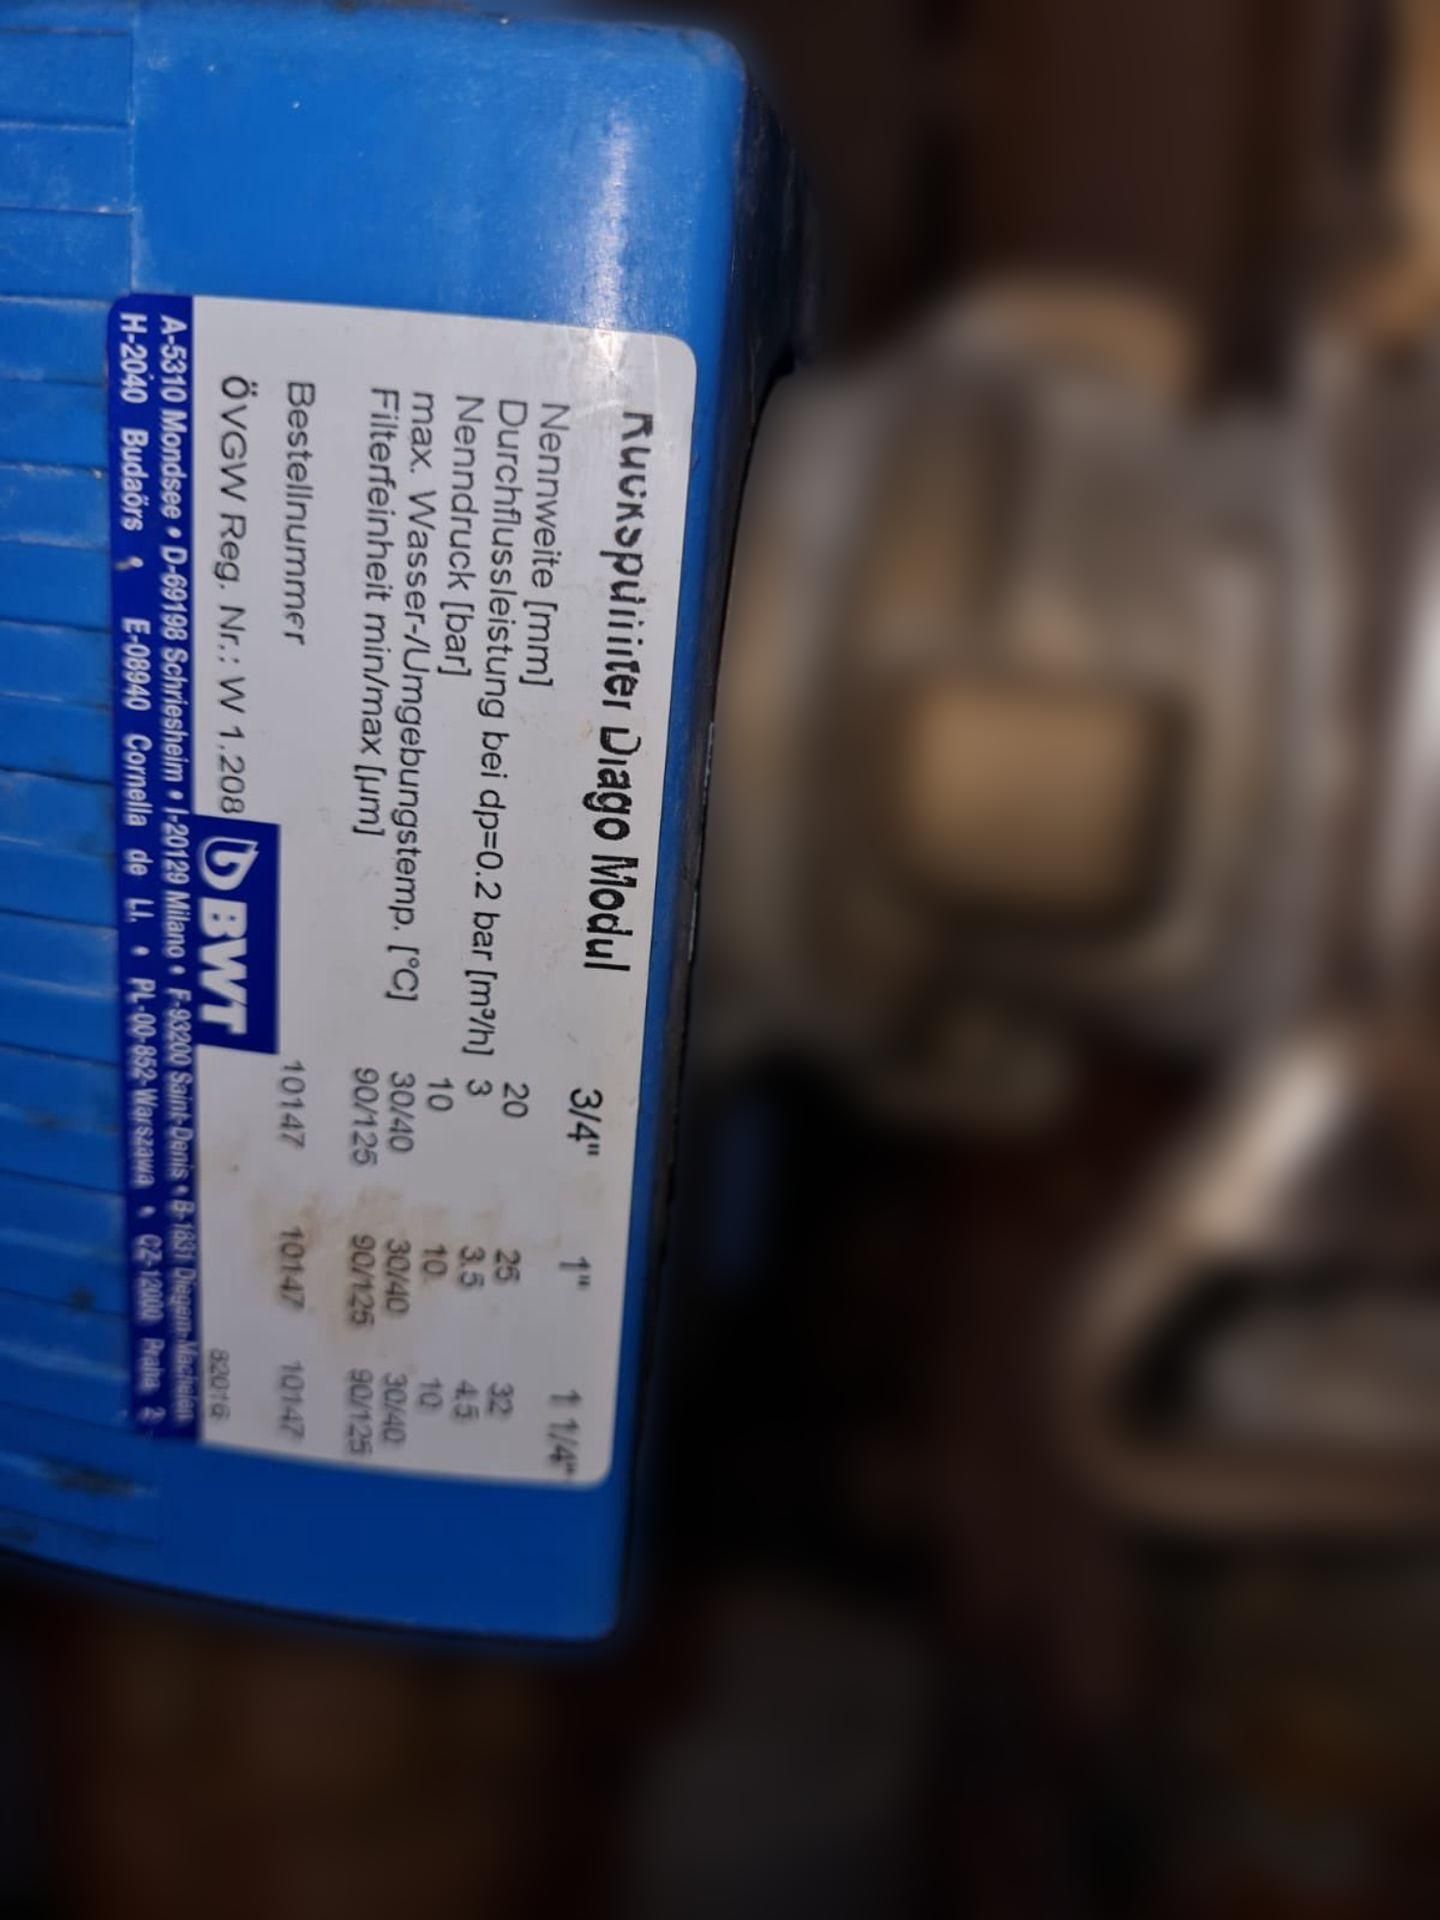 Rückspülfilter Diago Modul 3/4" 1" 1 1/4"
Nennweite [mm] 20 25 32
Durchflussleistung bei dp=0.2 bar [m³/h] 3 3.5 4.5
Nenndruck [bar] 10 10 10
max. Wasser-/Umgebungstemp. [°C] 30/40 30/40 30/40
Filterfeinheit min/max [µm] 90/125 90/125 90/125
Bestellnummer 10147 10147 10147
ÖVGW Reg. Nr.: W 1.208
BWT
82016
A-5310 Mondsee • D-69198 Schriesheim • I-20129 Milano • F-93200 Saint-Denis • B-1831 Diegem-Machelen
H-2040 Budaörs • E-08940 Cornella de Ll. • PL-00-852-Warszawa • CZ-12000 Praha 2